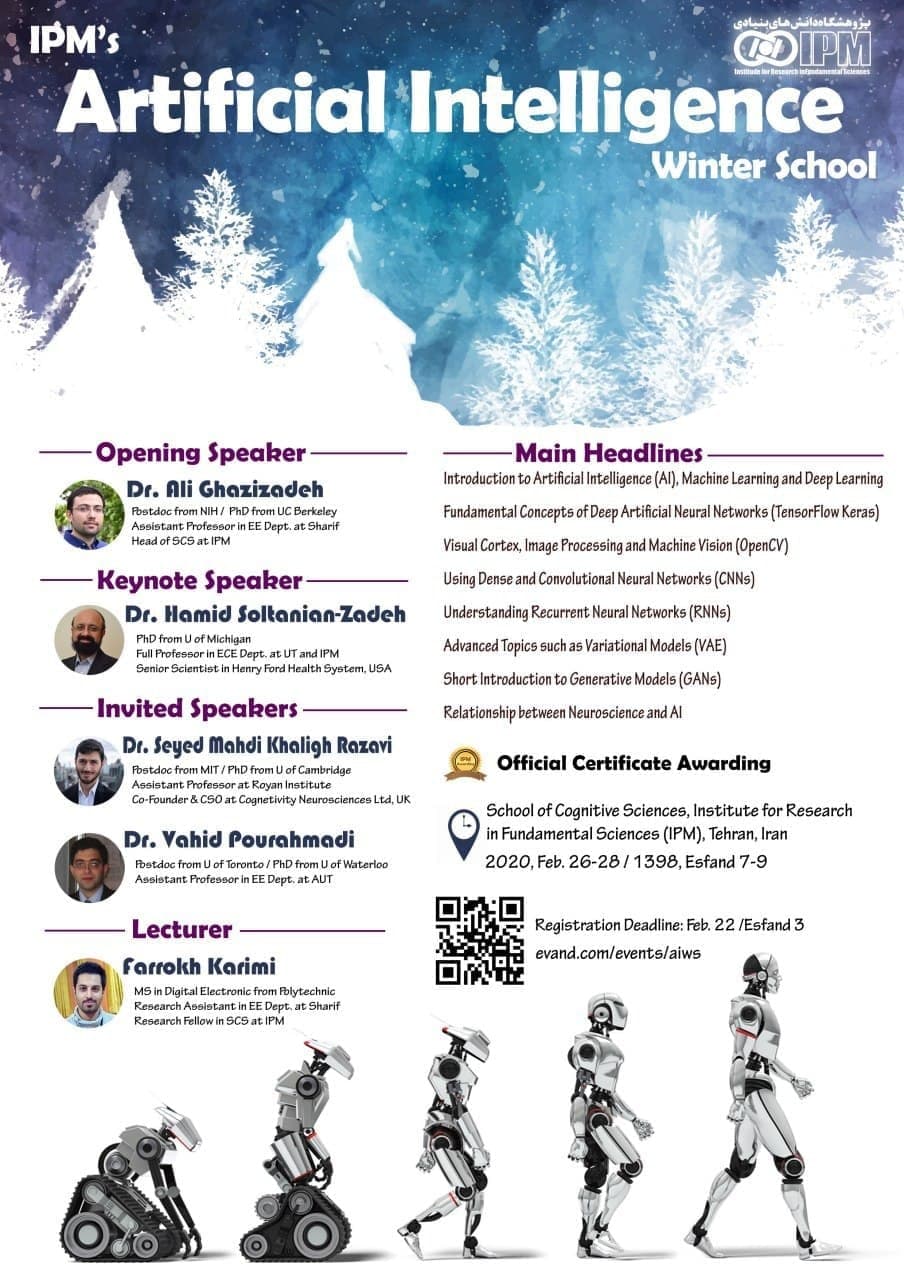 IPM's
پژوهشگاه دانش‌های بنیادی
IPM
Institute for Research in Fundamental Sciences
Artificial Intelligence
Winter School
Opening Speaker
Dr. Ali Ghazizadeh
Postdoc from NIH / PhD from UC Berkeley
Assistant Professor in EE Dept. at Sharif
Head of SCS at IPM
Keynote Speaker
Dr. Hamid Soltanian-Zadeh
PhD from U of Michigan
Full Professor in ECE Dept. at UT and IPM
Senior Scientist in Henry Ford Health System, USA
Invited Speakers
Dr. Seyed Mahdi Khaligh Razavi
Postdoc from MIT / PhD from U of Cambridge
Assistant Professor at Royan Institute
Co-Founder & CSO at Cognetivity Neurosciences Ltd, UK
Dr. Vahid Pourahmadi
Postdoc from U of Toronto / PhD from U of Waterloo
Assistant Professor in EE Dept. at AUT
Lecturer
Farrokh Karimi
MS in Digital Electronic from Polytechnic
Research Assistant in EE Dept. at Sharif
Research Fellow in SCS at IPM
Main Headlines
Introduction to Artificial Intelligence (AI), Machine Learning and Deep Learning
Fundamental Concepts of Deep Artificial Neural Networks (TensorFlow Keras)
Visual Cortex, Image Processing and Machine Vision (OpenCV)
Using Dense and Convolutional Neural Networks (CNNs)
Understanding Recurrent Neural Networks (RNNs)
Advanced Topics such as Variational Models (VAE)
Short Introduction to Generative Models (GANs)
Relationship between Neuroscience and AI
IPM
Official Certificate Awarding
School of Cognitive Sciences, Institute for Research
in Fundamental Sciences (IPM), Tehran, Iran
2020, Feb. 26-28 / 1398, Esfand 7-9
Registration Deadline: Feb. 22 /Esfand 3
evand.com/events/aiws